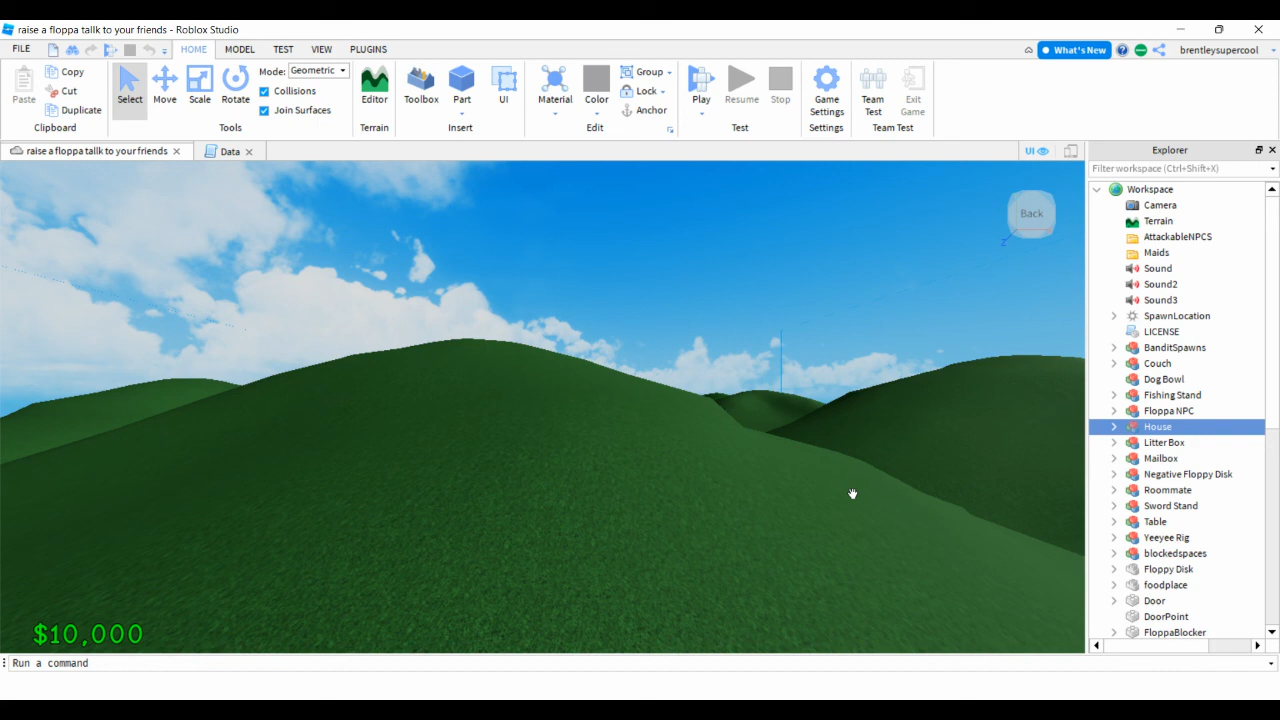 raise a floppa tallk to your friends - Roblox Studio
FILE HOME MODEL TEST VIEW PLUGINS What's New brentleysupercool
Paste Copy Cut Duplicate
Clipboard
Select Move Scale Rotate
Mode: Geometric
Collisions
Join Surfaces
Tools
Editor
Terrain
Toolbox Part UI
Insert
Material Color
Group
Lock
Anchor
Edit
Play Resume Stop
Test
Game Settings
Settings
Team Test
Exit Game
Team Test
raise a floppa tallk to your friends Data
UI
Back
$10,000
Explorer
Filter workspace (Ctrl+Shift+X)
Workspace
Camera
Terrain
AttackableNPCS
Maids
Sound
Sound2
Sound3
SpawnLocation
LICENSE
BanditSpawns
Couch
Dog Bowl
Fishing Stand
Floppa NPC
House
Litter Box
Mailbox
Negative Floppy Disk
Roommate
Sword Stand
Table
Yeeyee Rig
blockedspaces
Floppy Disk
foodplace
Door
DoorPoint
FloppaBlocker
Run a command